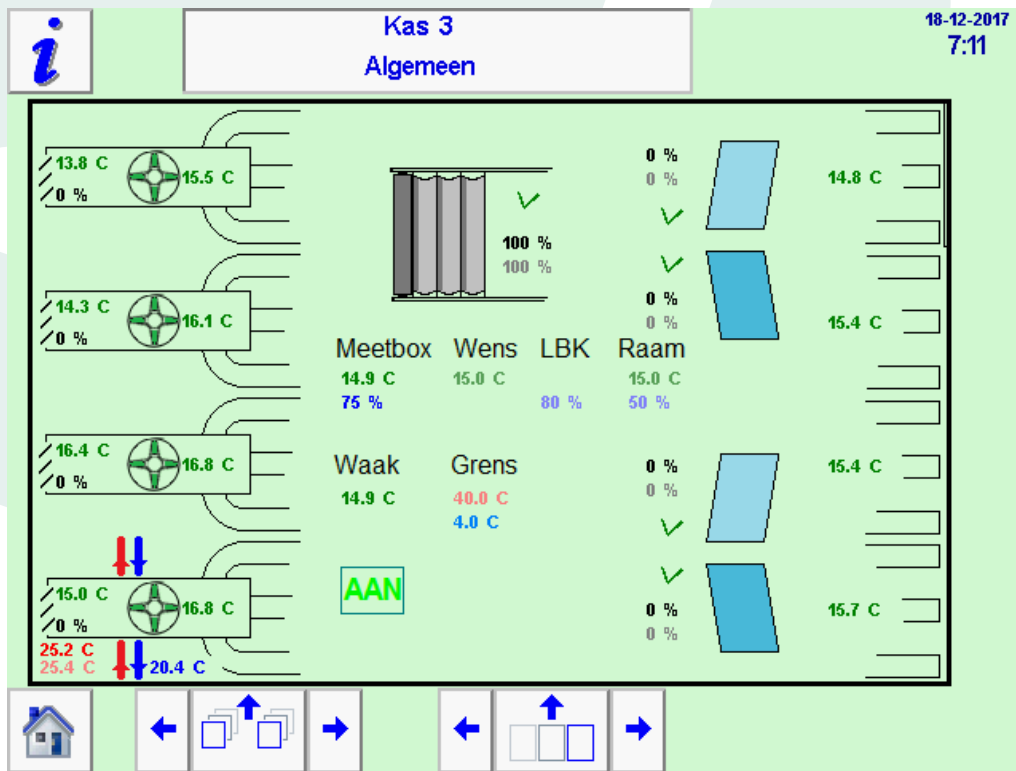 i
Kas 3
Algemeen
18-12-2017
7:11
13.8 C
0 %
15.5 C
100 %
100 %
0 %
0 %
14.8 C
14.3 C
0 %
16.1 C
0 %
0 %
15.4 C
Meetbox Wens LBK Raam
14.9 C 15.0 C 15.0 C
75 % 80 % 50 %
16.4 C
0 %
16.8 C
Waak Grens
14.9 C 40.0 C
4.0 C
0 %
0 %
15.4 C
15.0 C
0 %
16.8 C
AAN
0 %
0 %
15.7 C
25.2 C
25.4 C
20.4 C